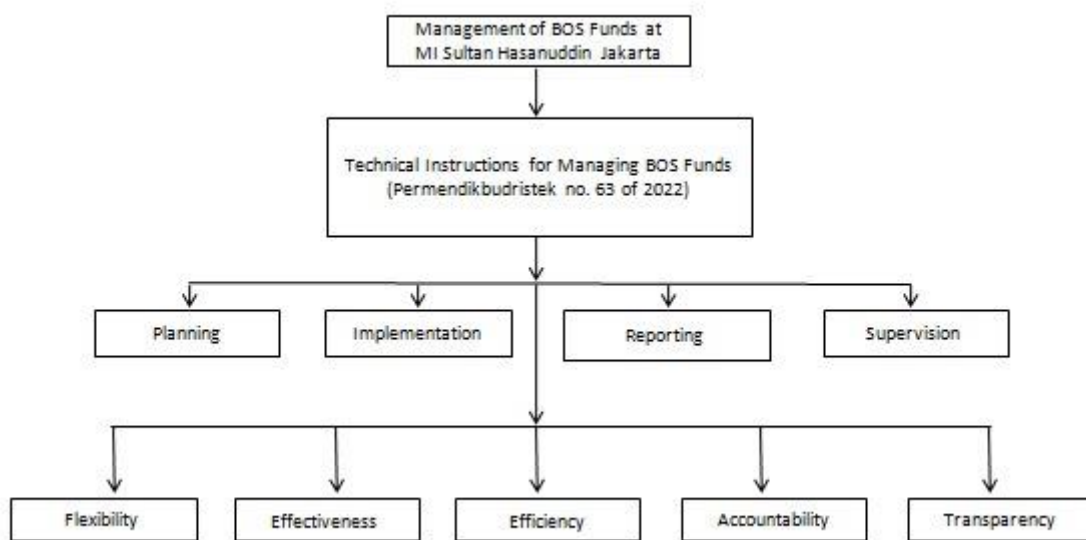 Management of BOS Funds at
MI Sultan Hasanuddin Jakarta
Technical Instructions for Managing BOS Funds
(Permendikbudristek no. 63 of 2022)
Planning
Implementation
Reporting
Supervision
Flexibility
Effectiveness
Efficiency
Accountability
Transparency